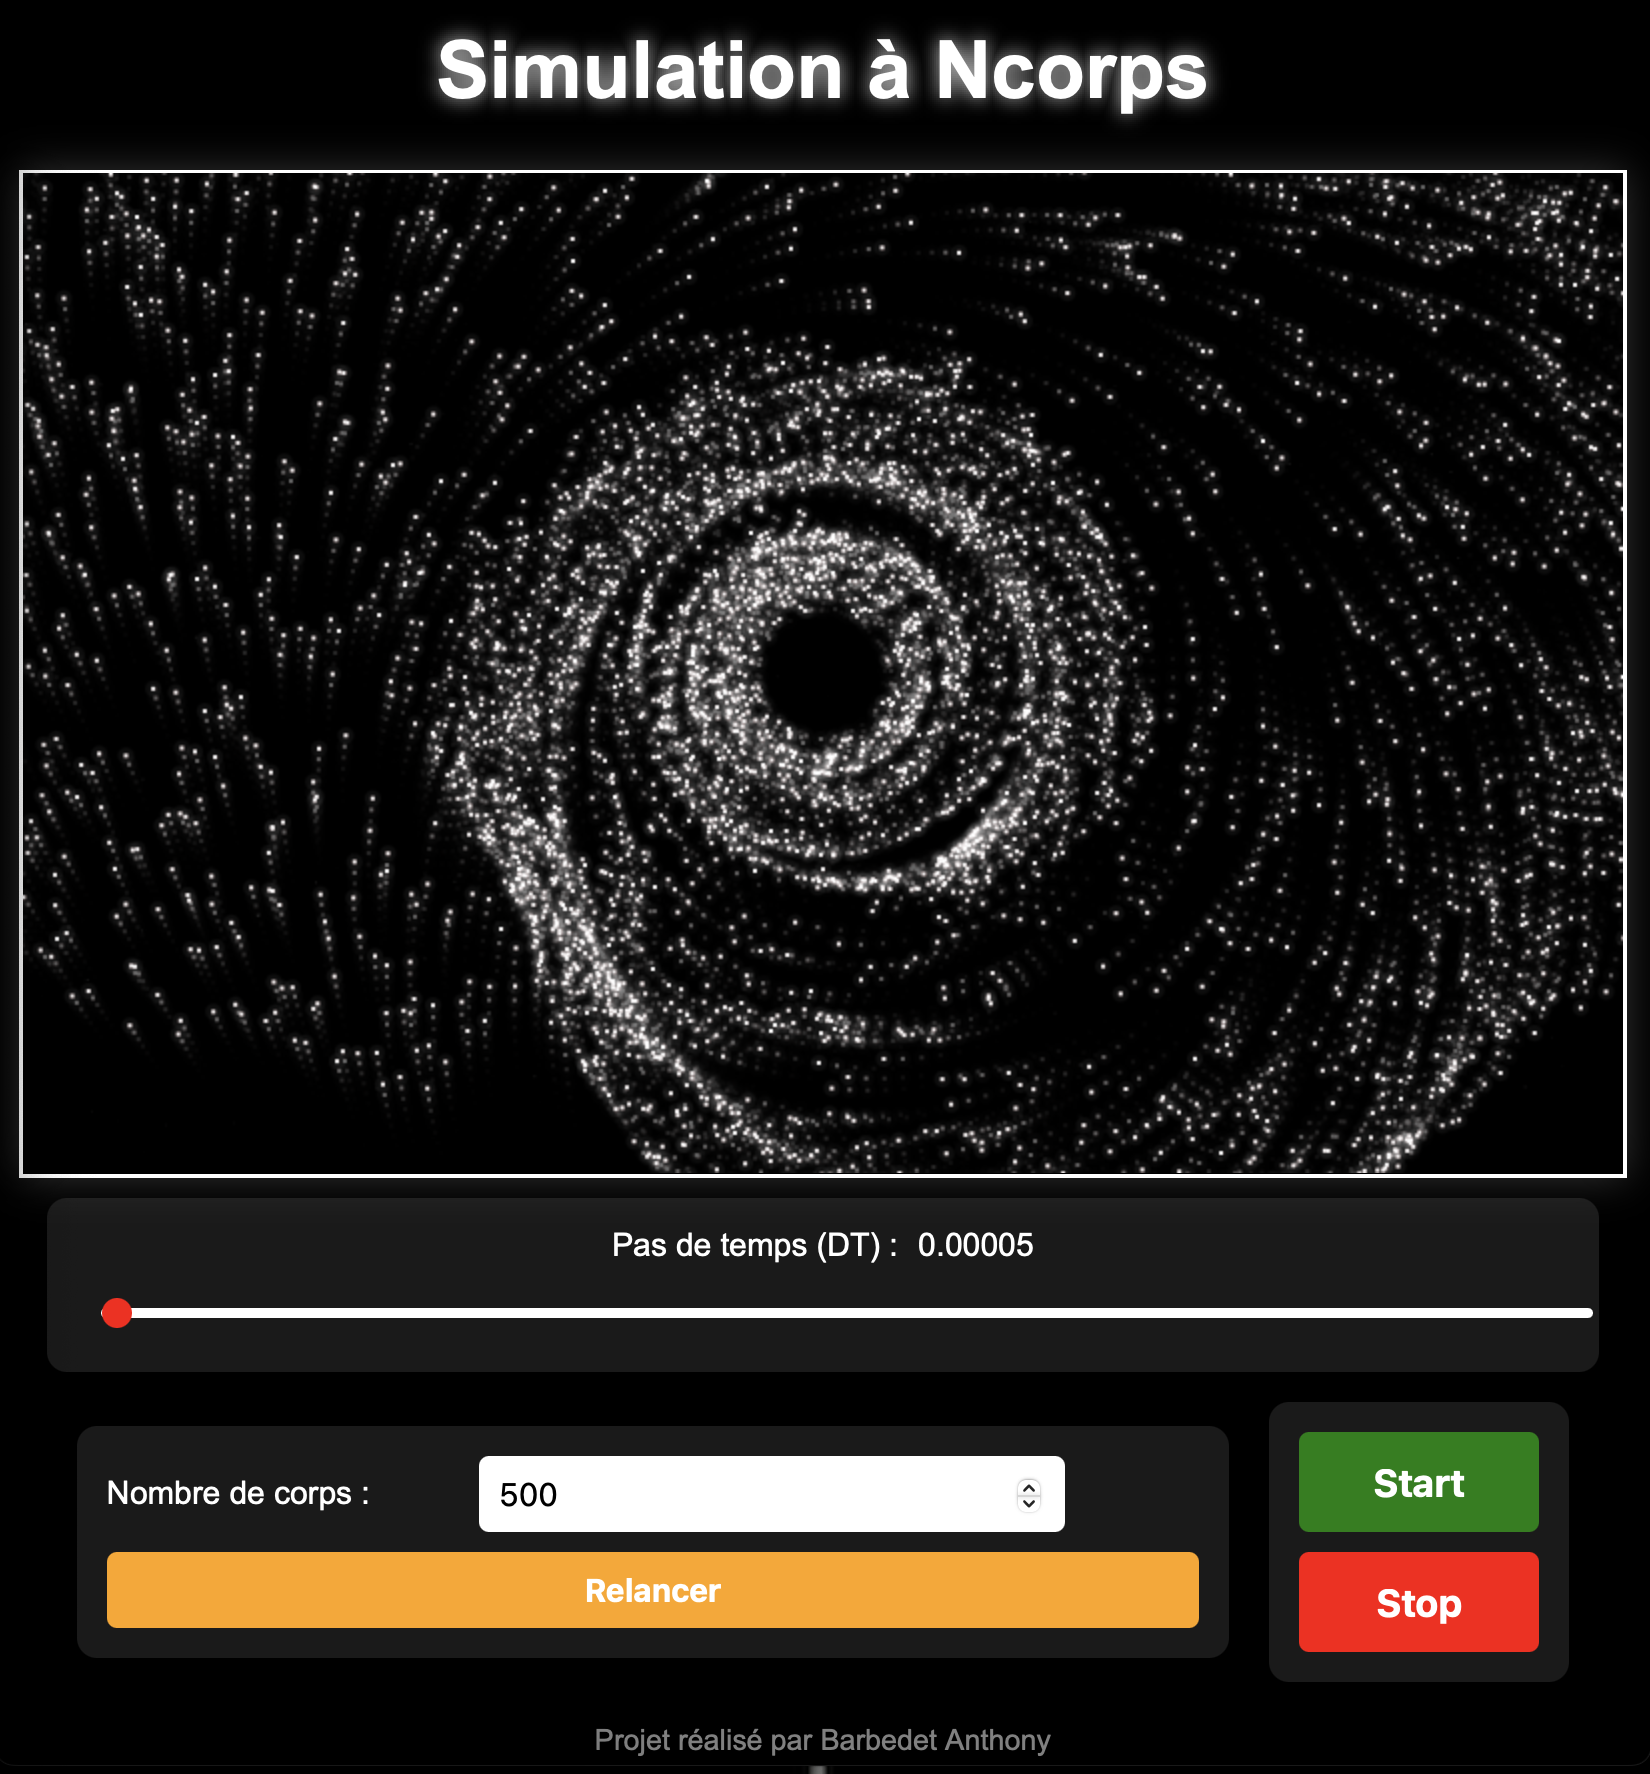 Simulation à Ncorps
Pas de temps (DT) : 0.00005
Nombre de corps :
500
Relancer
Start
Stop
Projet réalisé par Barbedet Anthony